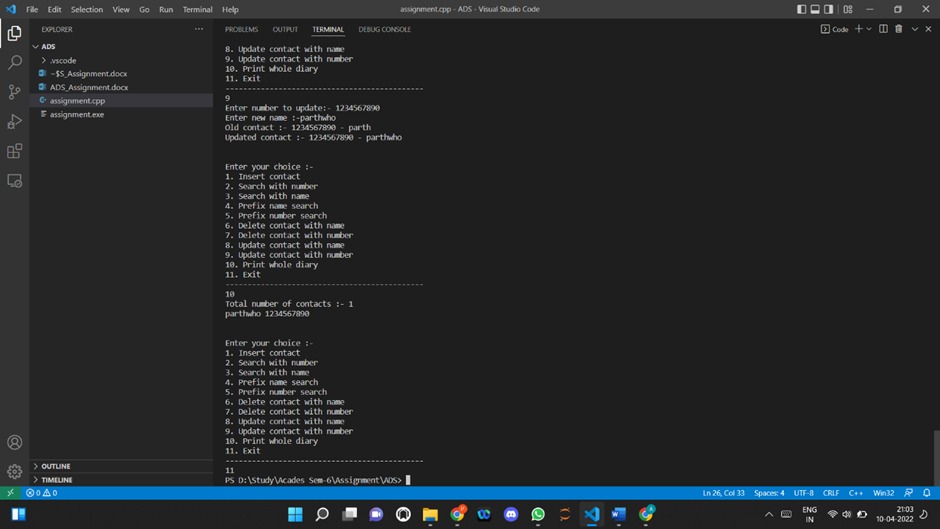 File Edit Selection View Go Run Terminal Help
assignment.cpp - ADS - Visual Studio Code
EXPLORER
ADS
.vscode
~$S_Assignment.docx
ADS_Assignment.docx
assignment.cpp
assignment.exe
OUTLINE
TIMELINE
PROBLEMS OUTPUT TERMINAL DEBUG CONSOLE
Code
8. Update contact with name
9. Update contact with number
10. Print whole diary
11. Exit
----------------------------------------------
9
Enter number to update:- 1234567890
Enter new name :-parthwho
Old contact :- 1234567890 - parth
Updated contact :- 1234567890 - parthwho
Enter your choice :-
1. Insert contact
2. Search with number
3. Search with name
4. Prefix name search
5. Prefix number search
6. Delete contact with name
7. Delete contact with number
8. Update contact with name
9. Update contact with number
10. Print whole diary
11. Exit
----------------------------------------------
10
Total number of contacts :- 1
parthwho 1234567890
Enter your choice :-
1. Insert contact
2. Search with number
3. Search with name
4. Prefix name search
5. Prefix number search
6. Delete contact with name
7. Delete contact with number
8. Update contact with name
9. Update contact with number
10. Print whole diary
11. Exit
----------------------------------------------
11
PS D:\Study\Acades Sem-6\Assignment\ADS>
0 0 Ln 26, Col 33 Spaces: 4 UTF-8 CRLF C++ Win32
ENG
IN
21:03
10-04-2022